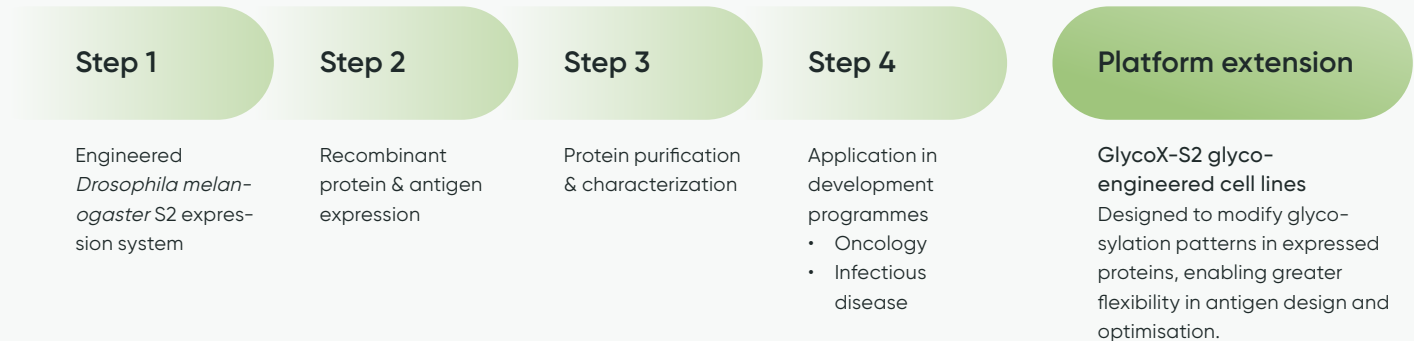 Step 1
Engineered
Drosophila melan-
ogaster S2 expres-
sion system
Step 2
Recombinant
protein & antigen
expression
Step 3
Protein purification
& characterization
Step 4
Application in
development
programmes
• Oncology
• Infectious
disease
Platform extension
GlycoX-S2 glyco-
engineered cell lines
Designed to modify glyco-
sylation patterns in expressed
proteins, enabling greater
flexibility in antigen design and
optimisation.